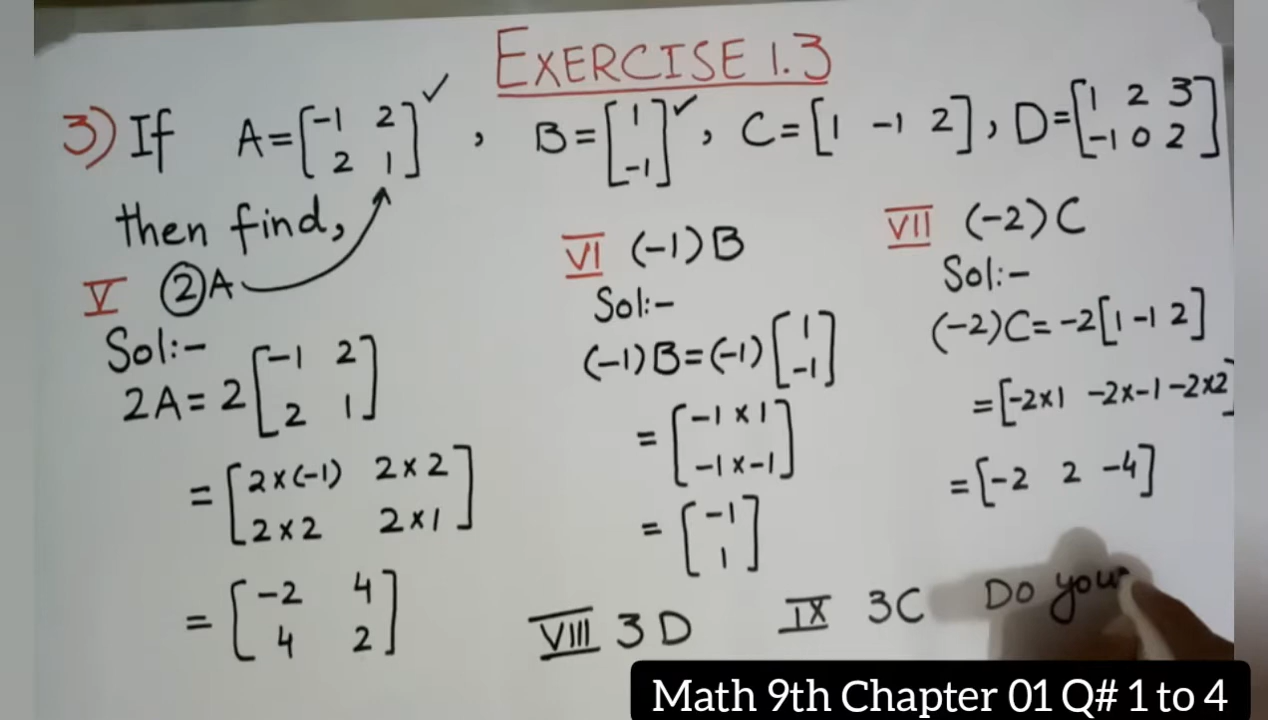 EXERCISE 1.3
3) If A = [-1 2 , B = [1 , C = [1 -1 2], D = [1 2 3
2 1] -1] -1 0 2]
then find,
V 2A
Sol:-
2A = 2 [-1 2
2 1]
= [2×(-1) 2×2
2×2 2×1]
= [-2 4
4 2]
VI (-1)B
Sol:-
(-1)B = (-1) [1
-1]
= [-1×1
-1×-1]
= [-1
1]
VII (-2)C
Sol:-
(-2)C = -2[1 -1 2]
= [-2×1 -2×-1 -2×2]
= [-2 2 -4]
VIII 3D IX 3C Do your
Math 9th Chapter 01 Q# 1 to 4